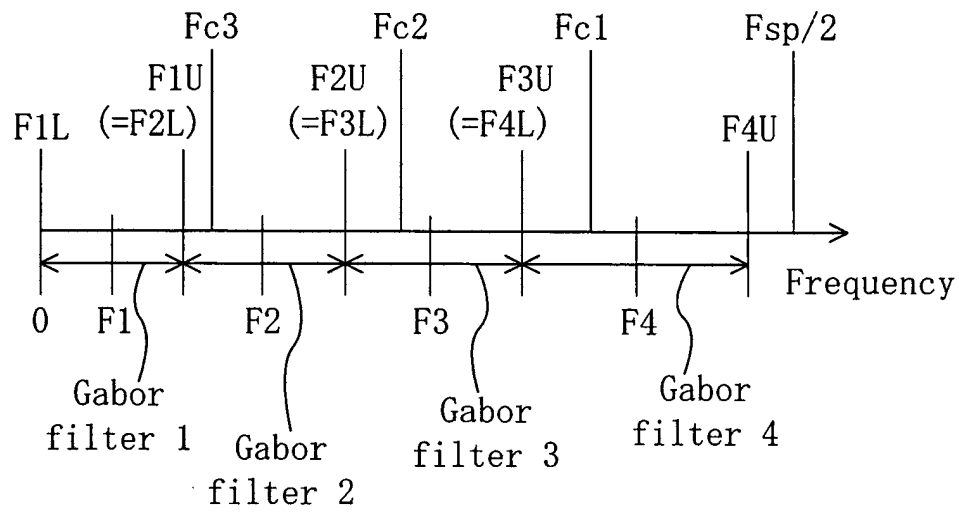 Fc3
Fc2
Fc1
Fsp/2
F1U
F2U
F3U
F1L
(=F2L)
(=F3L)
(=F4L)
F4U
Frequency
0
F1
F2
F3
F4
Gabor
filter 1
Gabor
filter 2
Gabor
filter 3
Gabor
filter 4